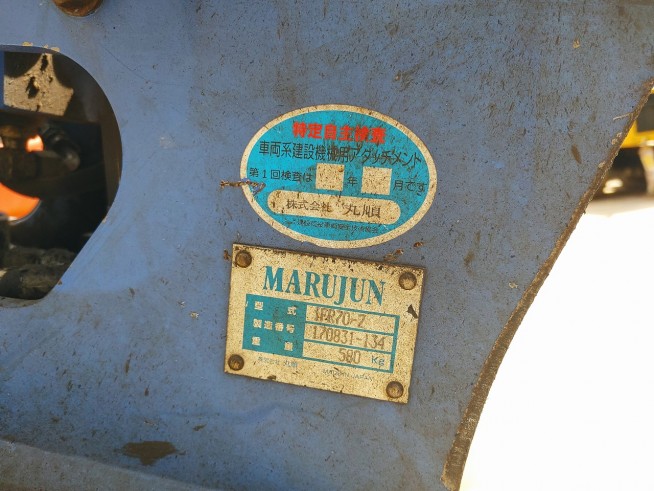 特定自主検査
車両系建設機械用アタッチメント
第1回検査は 年 月です
株式会社 丸順
MARUJUN
型式 70-2
製造番号 170831-134
重量 580 Kg